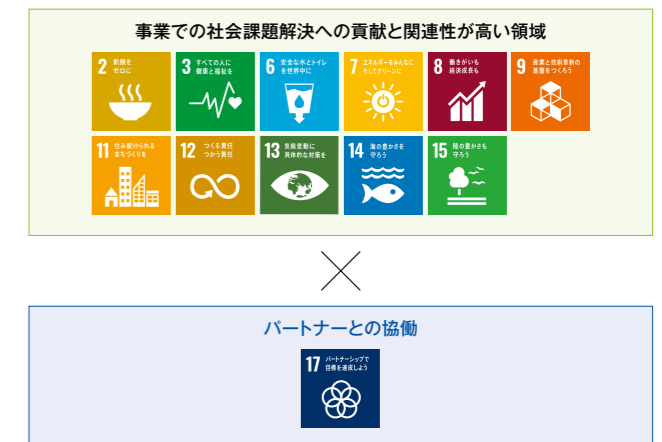 事業での社会課題解決への貢献と関連性が高い領域
2 飢餓を
ゼロに
3 すべての人に
健康と福祉を
6 安全な水とトイレ
を世界中に
7 エネルギーをみんなに
そしてクリーンに
8 働きがいも
経済成長も
9 産業と技術革新の
基盤をつくろう
11 住み続けられる
まちづくりを
12 つくる責任
つかう責任
13 気候変動に
具体的な対策を
14 海の豊かさを
守ろう
15 陸の豊かさも
守ろう
パートナーとの協働
17 パートナーシップで
目標を達成しよう